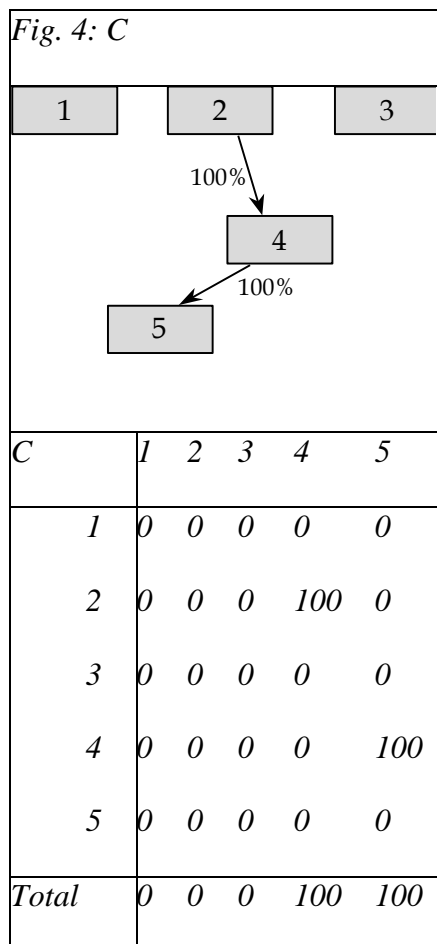 Fig. 4: C
1 2 3
100%
4
100%
5
C 1 2 3 4 5
1 0 0 0 0 0
2 0 0 0 100 0
3 0 0 0 0 0
4 0 0 0 0 100
5 0 0 0 0 0
Total 0 0 0 100 100